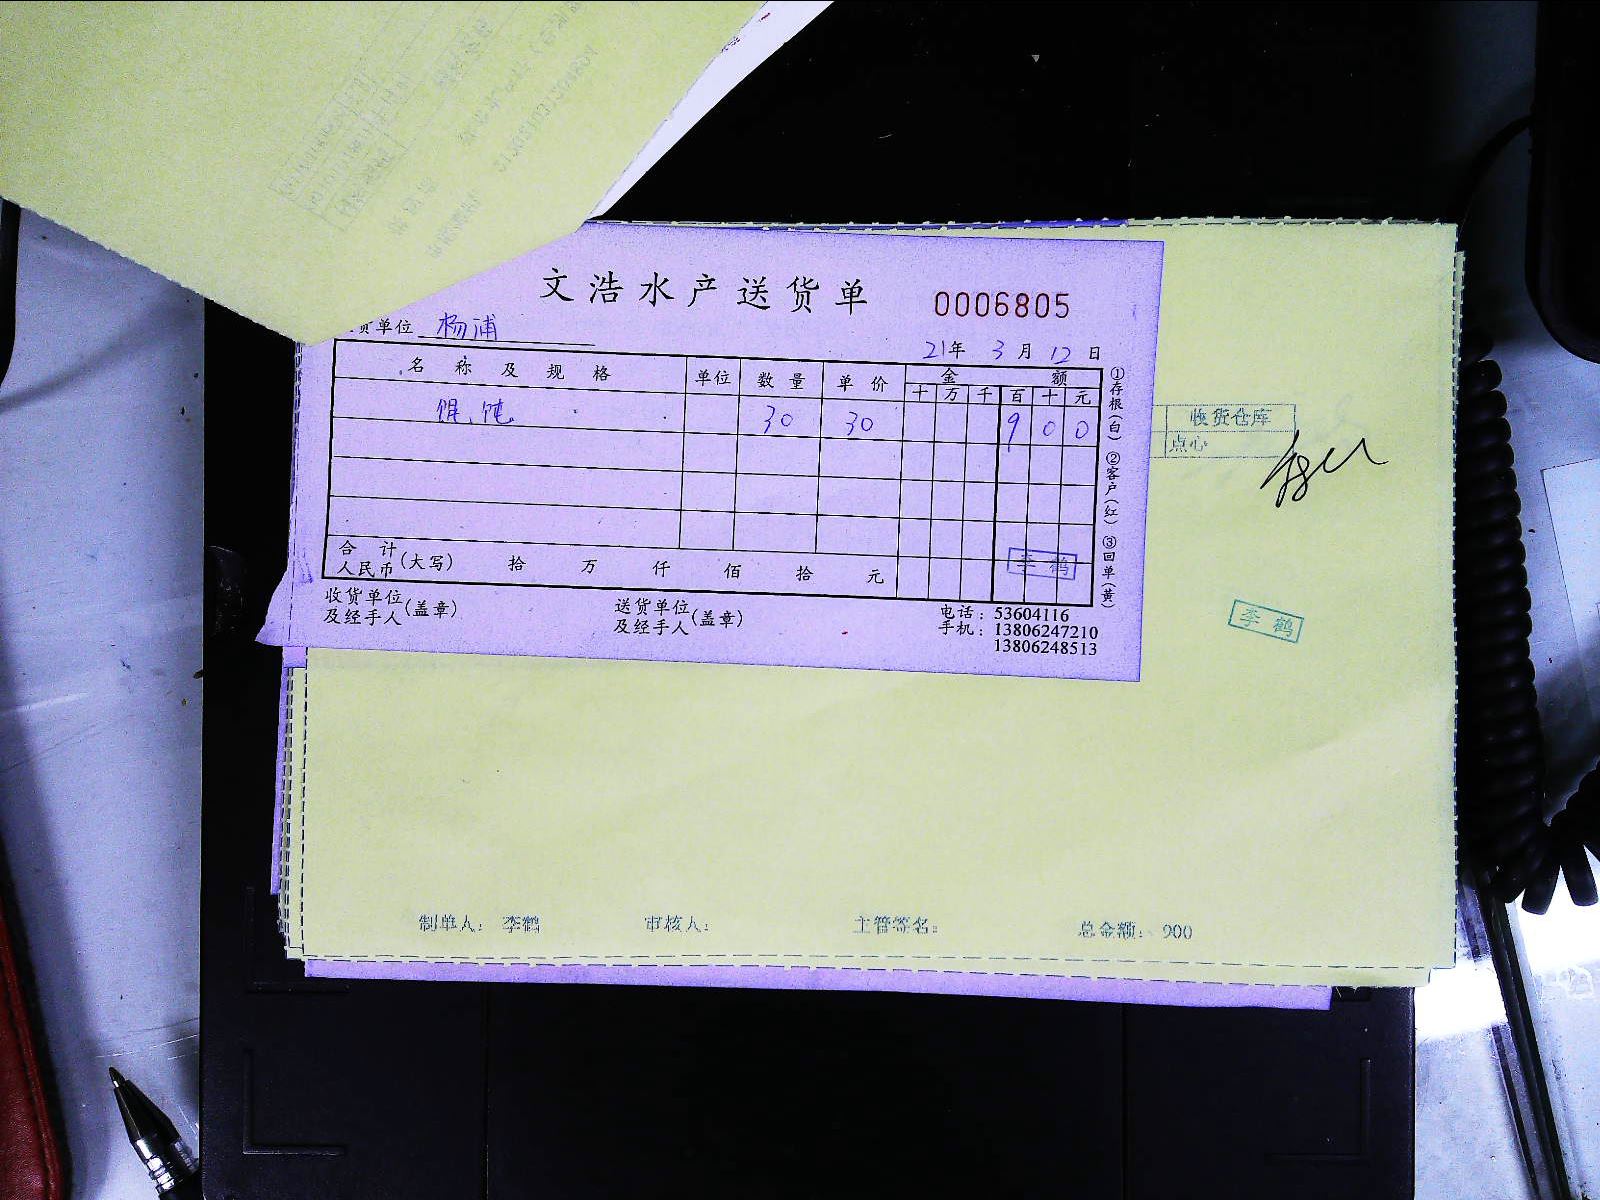 文浩水产送货单 0006805
货单位 杨浦
21年 3月 12日
名称及规格 单位 数量 单价 金额
十 万 千 百 十 元
馄饨 30 30 9 0 0
合计
人民币(大写) 拾 万 仟 佰 拾 元
李鹤
收货单位
及经手人(盖章)
送货单位
及经手人(盖章)
电话:53604116
手机:13806247210
13806248513
①存根(白) ②客户(红) ③回单(黄)
收货仓库
点心
李鹤
制单人: 李鹤 审核人: 主管签名: 总金额: 900